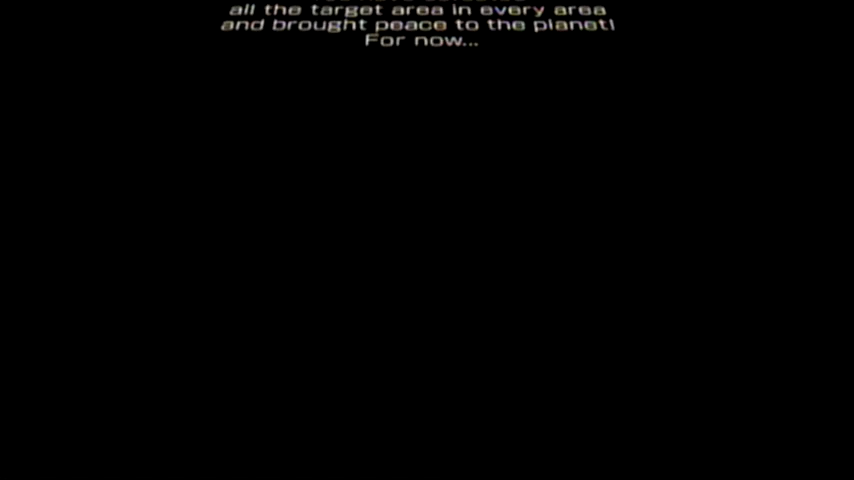 all the target area in every area
and brought peace to the planet!
For now...